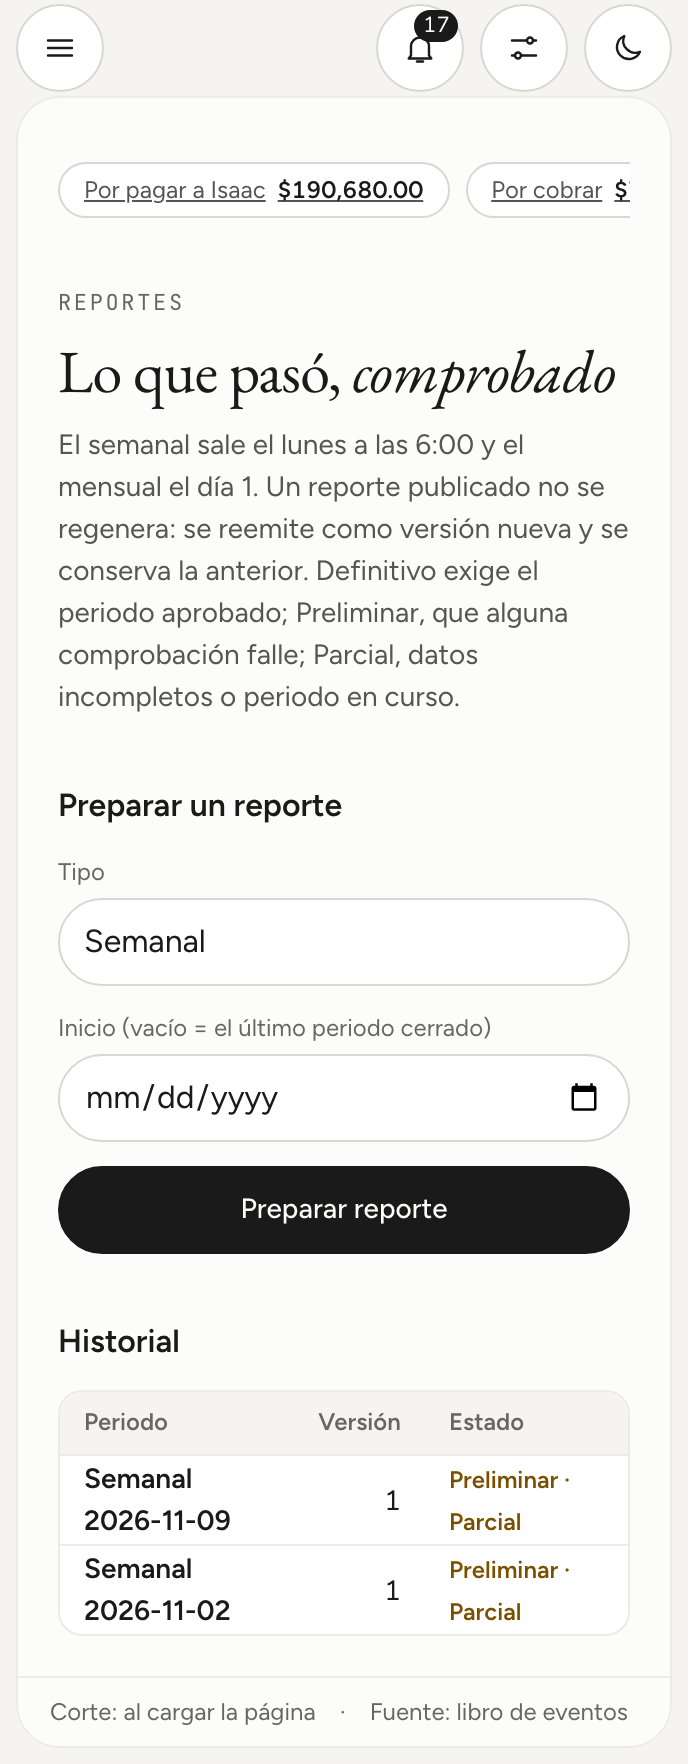 17
Por pagar a Isaac $190,680.00 Por cobrar $
REPORTES
Lo que pasó, comprobado
El semanal sale el lunes a las 6:00 y el
mensual el día 1. Un reporte publicado no se
regenera: se reemite como versión nueva y se
conserva la anterior. Definitivo exige el
periodo aprobado; Preliminar, que alguna
comprobación falle; Parcial, datos
incompletos o periodo en curso.
Preparar un reporte
Tipo
Semanal
Inicio (vacío = el último periodo cerrado)
mm/dd/yyyy
Preparar reporte
Historial
Periodo Versión Estado
Semanal
2026-11-09
1
Preliminar ·
Parcial
Semanal
2026-11-02
1
Preliminar ·
Parcial
Corte: al cargar la página · Fuente: libro de eventos